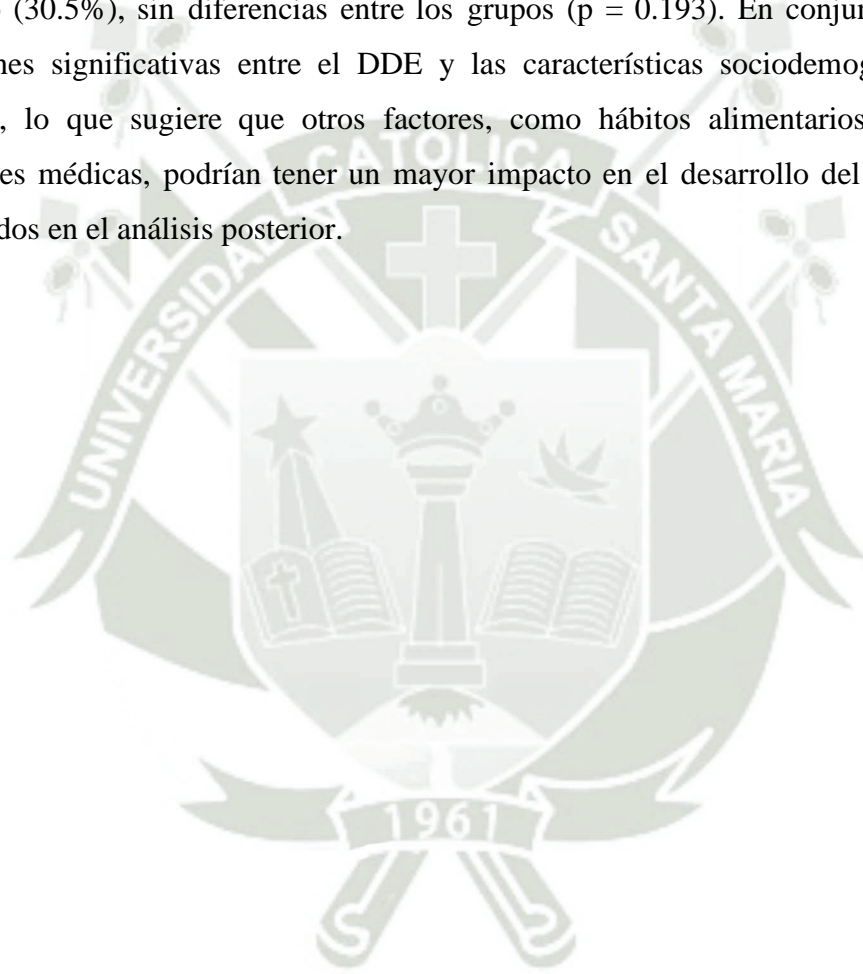 (30.5%), sin diferencias entre los grupos (p = 0.193). En conjun
nes significativas entre el DDE y las características sociodemog
, lo que sugiere que otros factores, como hábitos alimentarios
es médicas, podrían tener un mayor impacto en el desarrollo del
dos en el análisis posterior.
UNIVERSIDAD CATOLICA SANTA MARIA
1961